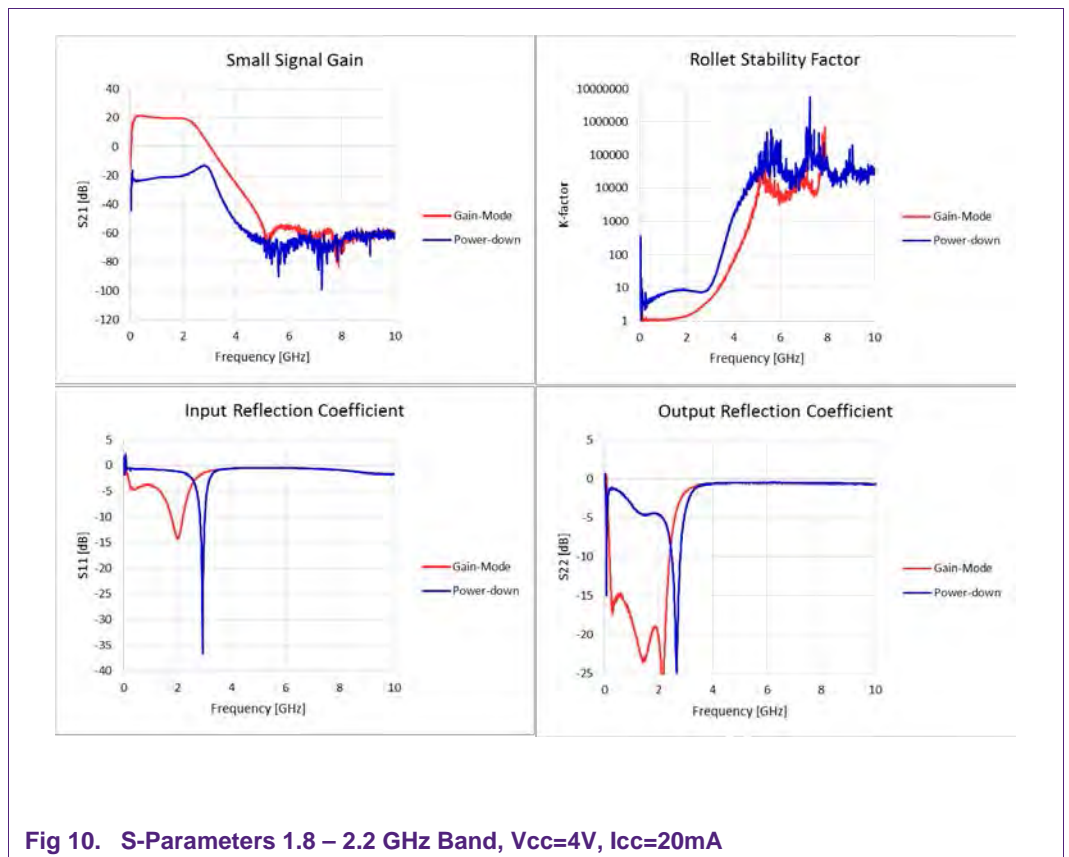 Small Signal Gain
40
20
0
-20
-40
-60
-80
-100
-120
S21 [dB]
0 2 4 6 8 10
Frequency [GHz]
Gain-Mode
Power-down
Rollet Stability Factor
10000000
1000000
100000
10000
1000
100
10
1
K-factor
0 2 4 6 8 10
Frequency [GHz]
Gain-Mode
Power-down
Input Reflection Coefficient
5
0
-5
-10
-15
-20
-25
-30
-35
-40
S11 [dB]
0 2 4 6 8 10
Frequency [GHz]
Gain-Mode
Power-down
Output Reflection Coefficient
5
0
-5
-10
-15
-20
-25
S22 [dB]
0 2 4 6 8 10
Frequency [GHz]
Gain-Mode
Power-down
Fig 10. S-Parameters 1.8 – 2.2 GHz Band, Vcc=4V, Icc=20mA